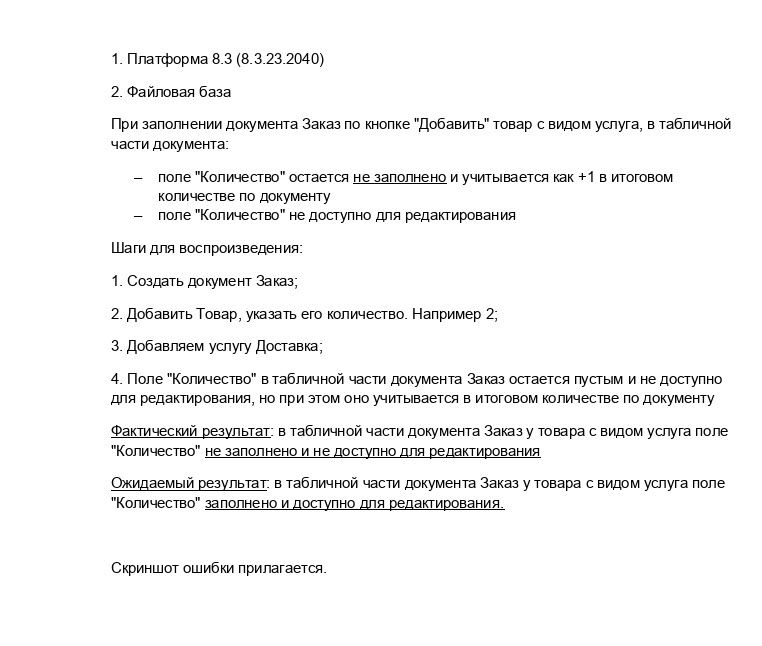 1. Платформа 8.3 (8.3.23.2040)
2. Файловая база
При заполнении документа Заказ по кнопке "Добавить" товар с видом услуга, в табличной
части документа:
– поле "Количество" остается не заполнено и учитывается как +1 в итоговом
количестве по документу
– поле "Количество" не доступно для редактирования
Шаги для воспроизведения:
1. Создать документ Заказ;
2. Добавить Товар, указать его количество. Например 2;
3. Добавляем услугу Доставка;
4. Поле "Количество" в табличной части документа Заказ остается пустым и не доступно
для редактирования, но при этом оно учитывается в итоговом количестве по документу
Фактический результат: в табличной части документа Заказ у товара с видом услуга поле
"Количество" не заполнено и не доступно для редактирования
Ожидаемый результат: в табличной части документа Заказ у товара с видом услуга поле
"Количество" заполнено и доступно для редактирования.
Скриншот ошибки прилагается.